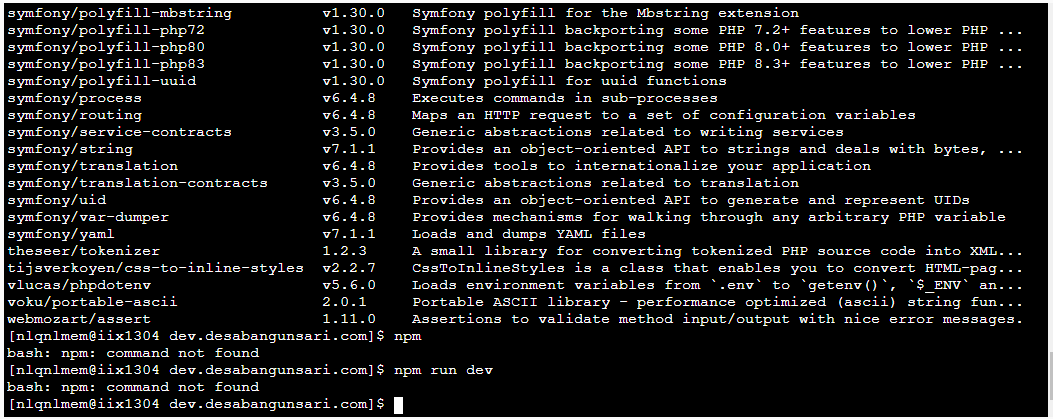 symfony/polyfill-mbstring v1.30.0 Symfony polyfill for the Mbstring extension
symfony/polyfill-php72 v1.30.0 Symfony polyfill backporting some PHP 7.2+ features to lower PHP ...
symfony/polyfill-php80 v1.30.0 Symfony polyfill backporting some PHP 8.0+ features to lower PHP ...
symfony/polyfill-php83 v1.30.0 Symfony polyfill backporting some PHP 8.3+ features to lower PHP ...
symfony/polyfill-uuid v1.30.0 Symfony polyfill for uuid functions
symfony/process v6.4.8 Executes commands in sub-processes
symfony/routing v6.4.8 Maps an HTTP request to a set of configuration variables
symfony/service-contracts v3.5.0 Generic abstractions related to writing services
symfony/string v7.1.1 Provides an object-oriented API to strings and deals with bytes, ...
symfony/translation v6.4.8 Provides tools to internationalize your application
symfony/translation-contracts v3.5.0 Generic abstractions related to translation
symfony/uid v6.4.8 Provides an object-oriented API to generate and represent UIDs
symfony/var-dumper v6.4.8 Provides mechanisms for walking through any arbitrary PHP variable
symfony/yaml v7.1.1 Loads and dumps YAML files
theseer/tokenizer 1.2.3 A small library for converting tokenized PHP source code into XML...
tijsverkoyen/css-to-inline-styles v2.2.7 CssToInlineStyles is a class that enables you to convert HTML-pag...
vlucas/phpdotenv v5.6.0 Loads environment variables from `.env` to `getenv()`, `$_ENV` an...
voku/portable-ascii 2.0.1 Portable ASCII library - performance optimized (ascii) string fun...
webmozart/assert 1.11.0 Assertions to validate method input/output with nice error messages.
[nlqnlmem@iix1304 dev.desabangunsari.com]$ npm
bash: npm: command not found
[nlqnlmem@iix1304 dev.desabangunsari.com]$ npm run dev
bash: npm: command not found
[nlqnlmem@iix1304 dev.desabangunsari.com]$